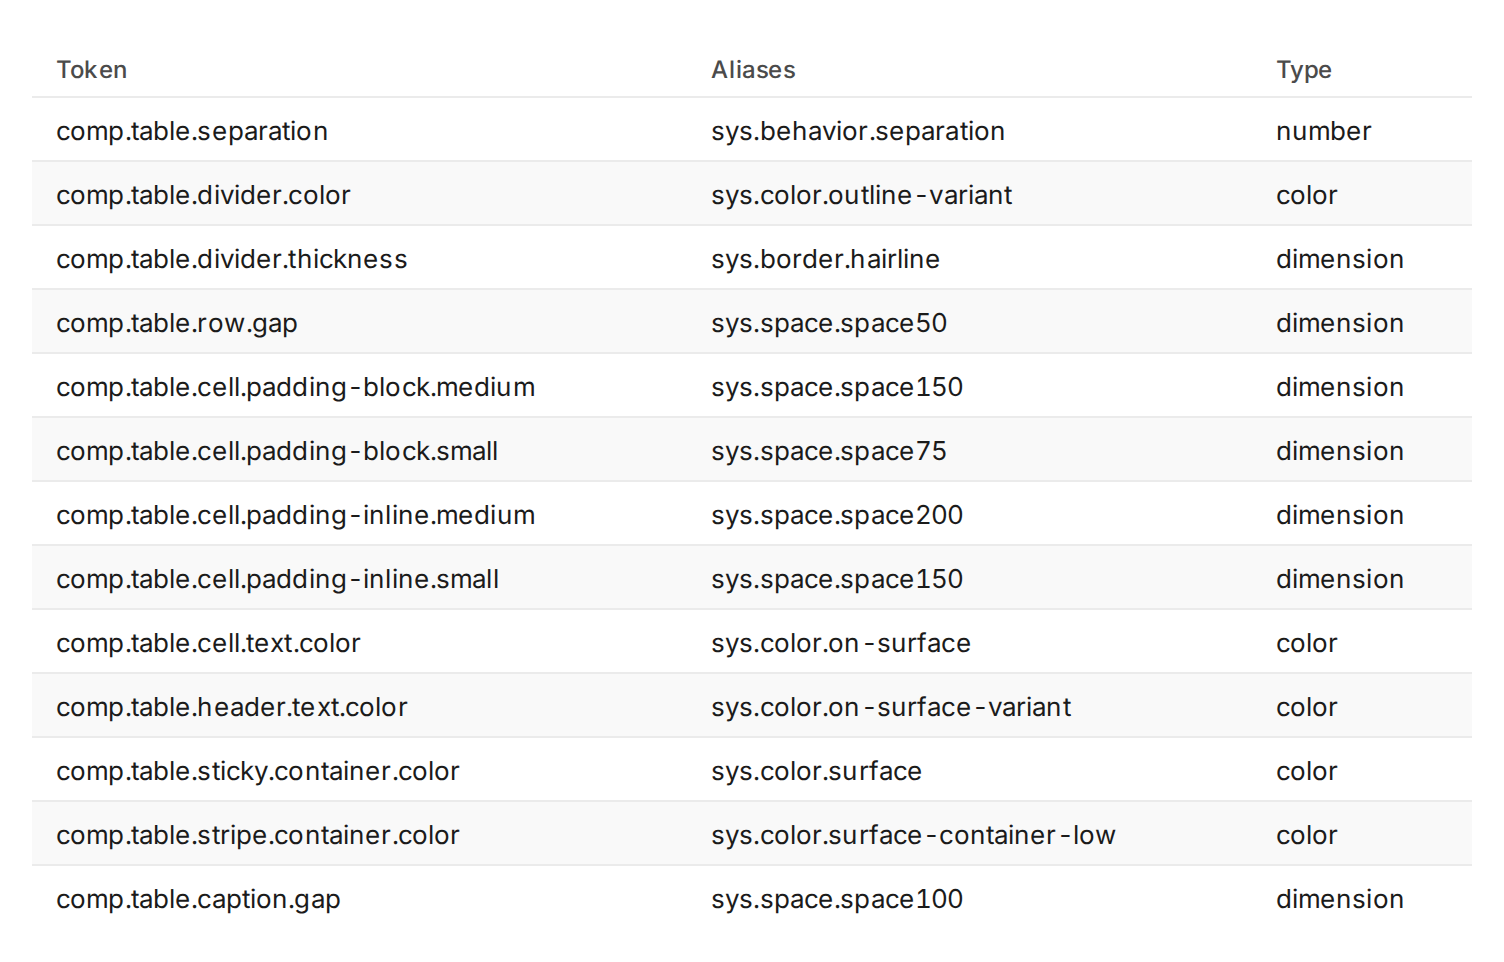 Token Aliases Type
comp.table.separation sys.behavior.separation number
comp.table.divider.color sys.color.outline-variant color
comp.table.divider.thickness sys.border.hairline dimension
comp.table.row.gap sys.space.space50 dimension
comp.table.cell.padding-block.medium sys.space.space150 dimension
comp.table.cell.padding-block.small sys.space.space75 dimension
comp.table.cell.padding-inline.medium sys.space.space200 dimension
comp.table.cell.padding-inline.small sys.space.space150 dimension
comp.table.cell.text.color sys.color.on-surface color
comp.table.header.text.color sys.color.on-surface-variant color
comp.table.sticky.container.color sys.color.surface color
comp.table.stripe.container.color sys.color.surface-container-low color
comp.table.caption.gap sys.space.space100 dimension